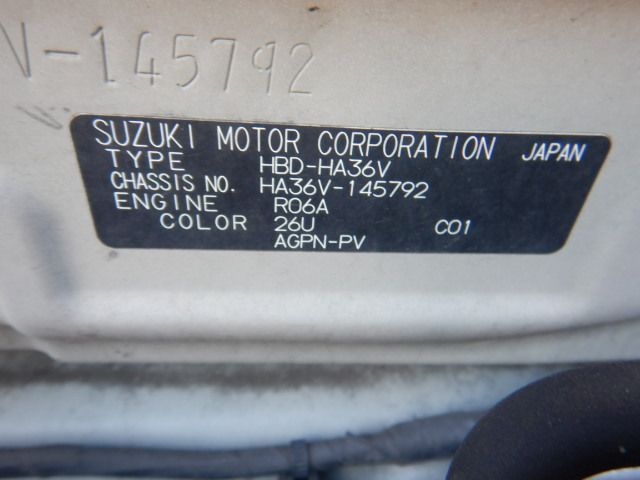 V-145792
SUZUKI MOTOR CORPORATION JAPAN
TYPE HBD-HA36V
CHASSIS NO. HA36V-145792
ENGINE R06A
COLOR 26U C01
AGPN-PV